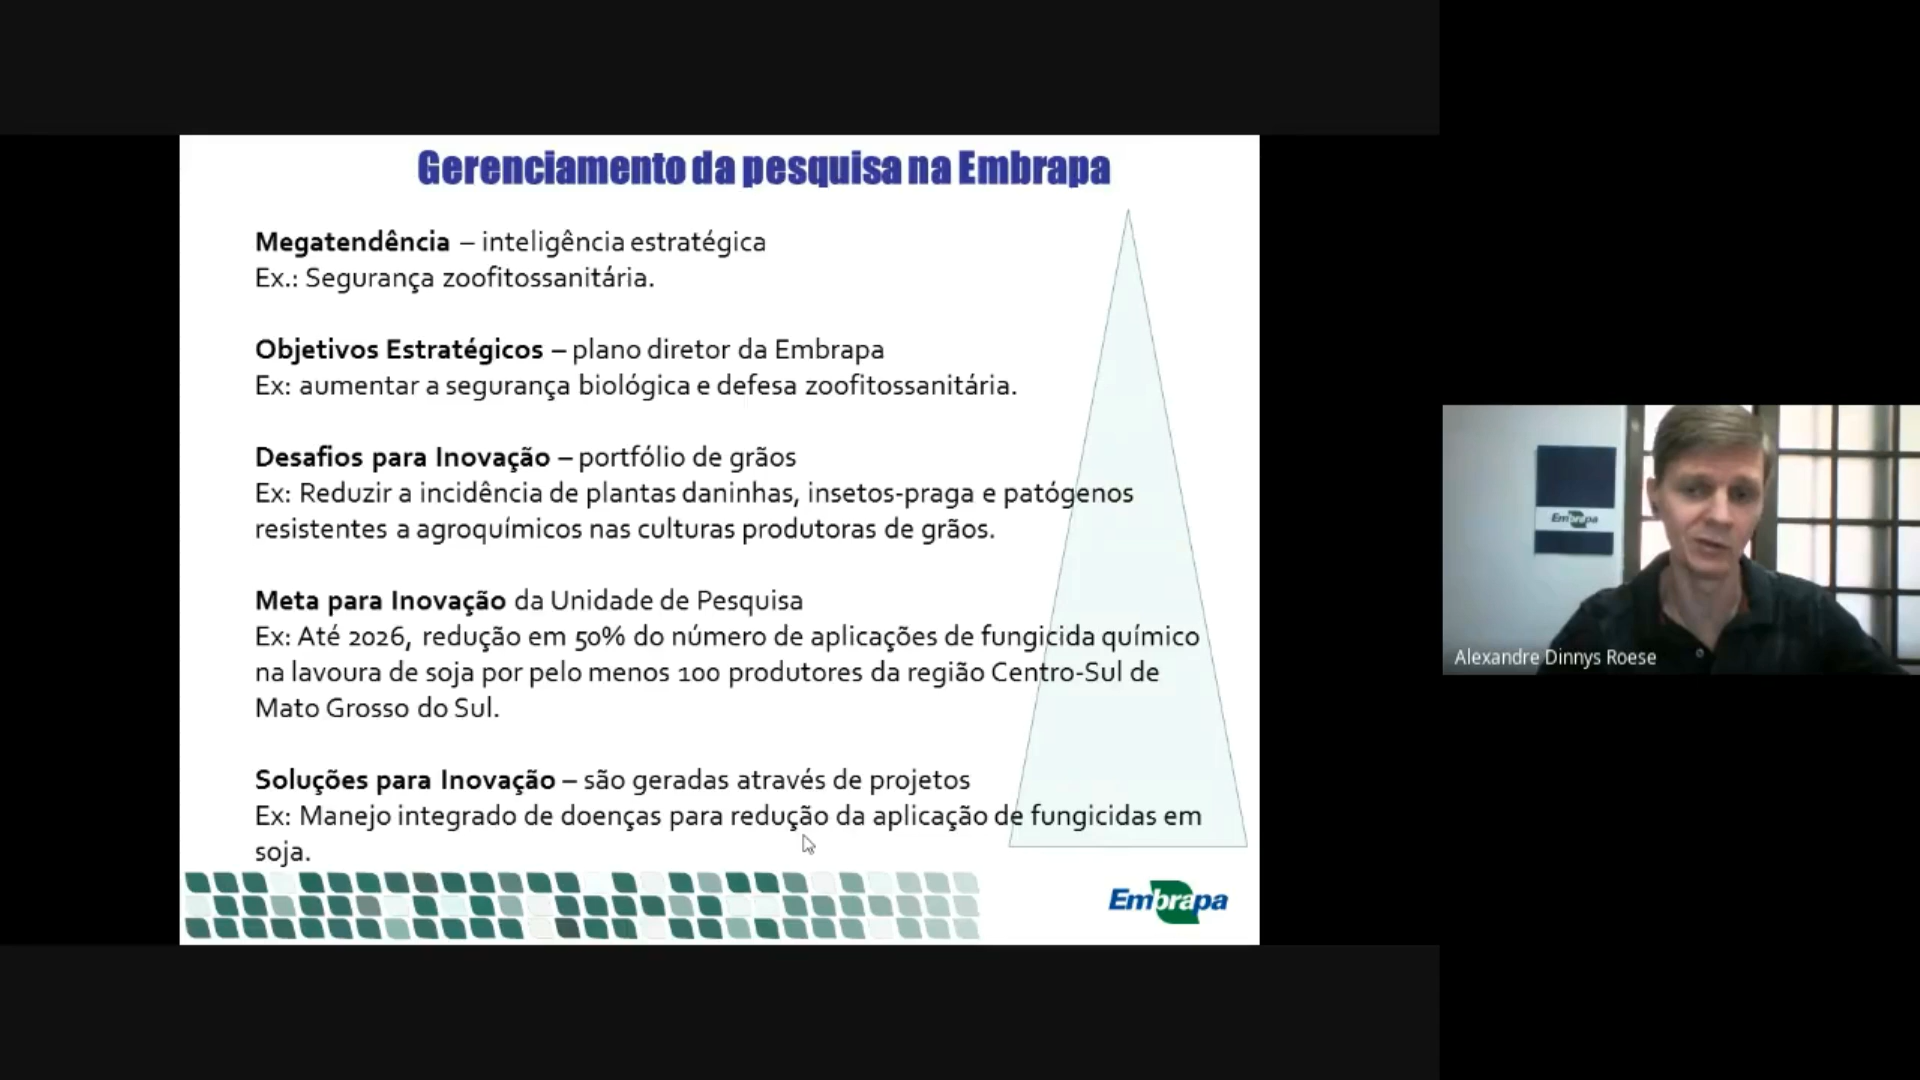 Gerenciamento da pesquisa na Embrapa
Megatendência – inteligência estratégica
Ex.: Segurança zoofitossanitária.
Objetivos Estratégicos – plano diretor da Embrapa
Ex: aumentar a segurança biológica e defesa zoofitossanitária.
Desafios para Inovação – portfólio de grãos
Ex: Reduzir a incidência de plantas daninhas, insetos-praga e patógenos
resistentes a agroquímicos nas culturas produtoras de grãos.
Meta para Inovação da Unidade de Pesquisa
Ex: Até 2026, redução em 50% do número de aplicações de fungicida químico
na lavoura de soja por pelo menos 100 produtores da região Centro-Sul de
Mato Grosso do Sul.
Soluções para Inovação – são geradas através de projetos
Ex: Manejo integrado de doenças para redução da aplicação de fungicidas em
soja.
Embrapa
Embrapa
Alexandre Dinnys Roese